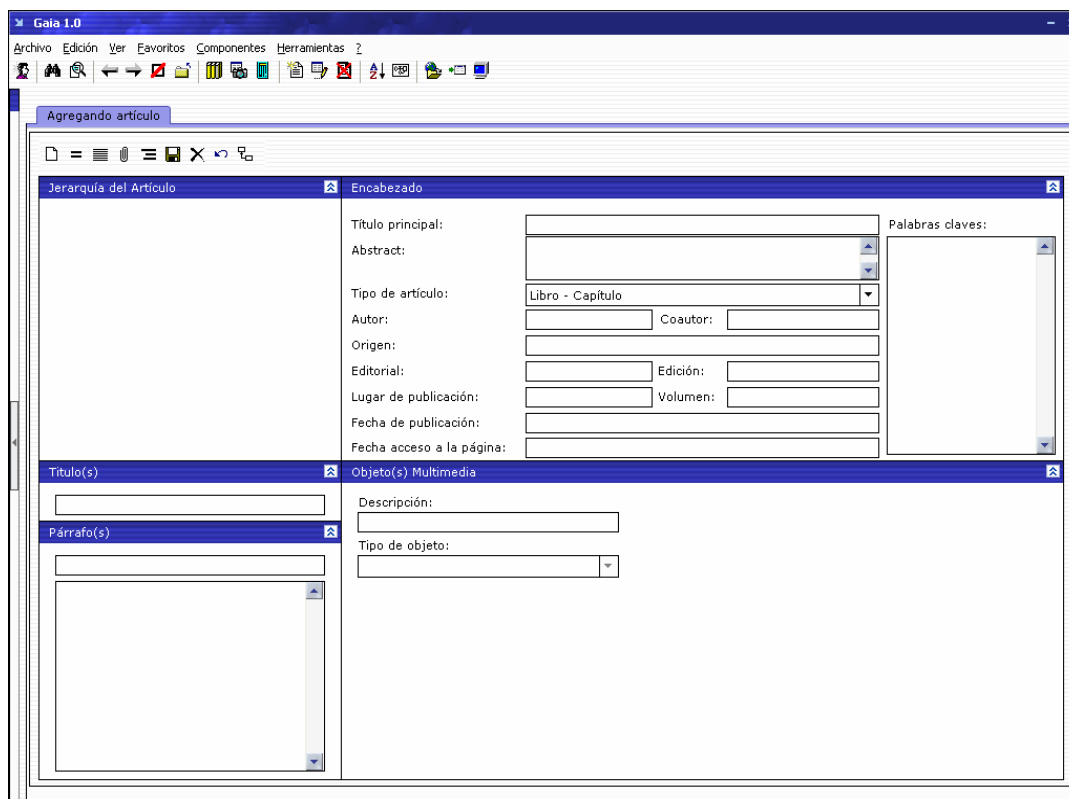 Gaia 1.0
Archivo Edición Ver Favoritos Componentes Herramientas ?
Agregando artículo
Jerarquía del Artículo
Encabezado
Título principal:
Palabras claves:
Abstract:
Tipo de artículo: Libro - Capítulo
Autor: Coautor:
Origen:
Editorial: Edición:
Lugar de publicación: Volumen:
Fecha de publicación:
Fecha acceso a la página:
Titulo(s)
Objeto(s) Multimedia
Descripción:
Párrafo(s)
Tipo de objeto: